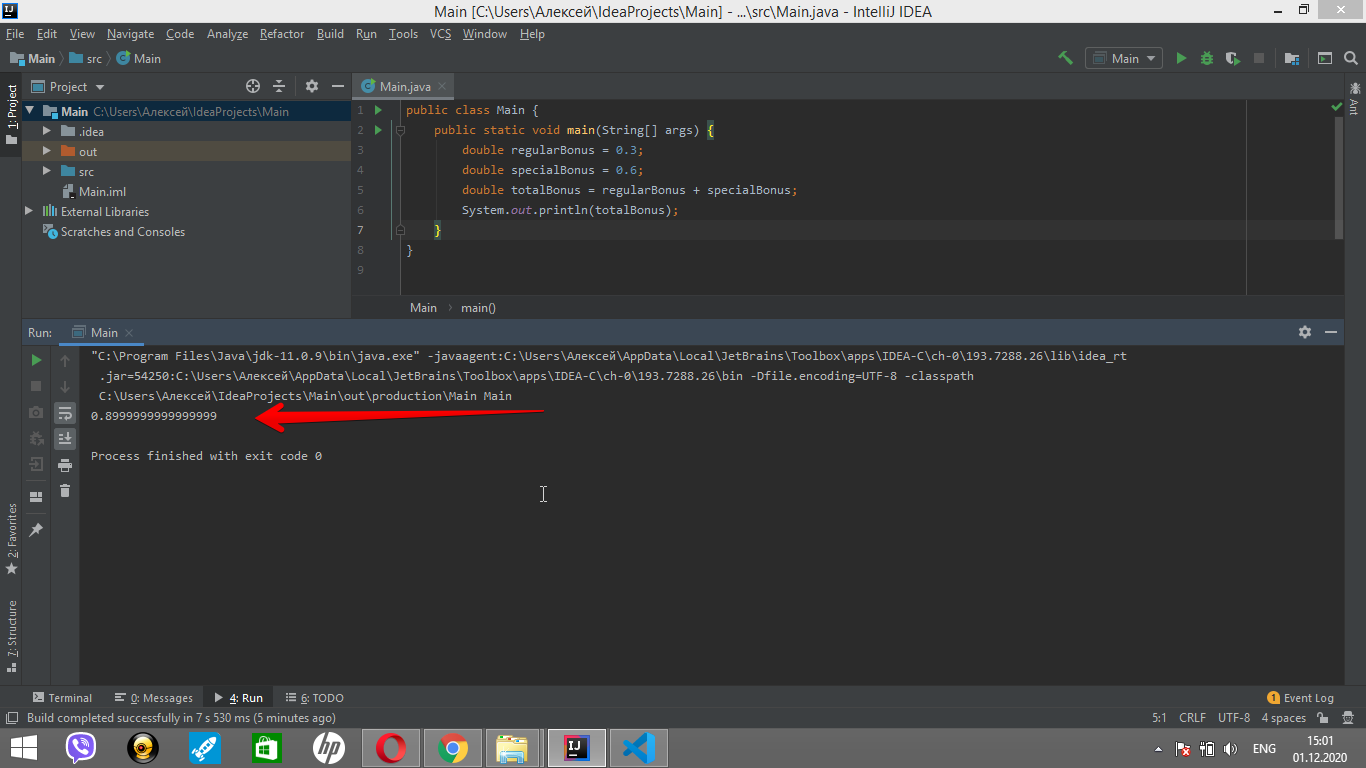 Main [C:\Users\Алексей\IdeaProjects\Main] - ...\src\Main.java - IntelliJ IDEA
File Edit View Navigate Code Analyze Refactor Build Run Tools VCS Window Help
Main src Main
Main
Project
Main.java
1: Project
Ant
Main C:\Users\Алексей\IdeaProjects\Main
.idea
out
src
Main.iml
External Libraries
Scratches and Consoles
1 public class Main {
2 public static void main(String[] args) {
3 double regularBonus = 0.3;
4 double specialBonus = 0.6;
5 double totalBonus = regularBonus + specialBonus;
6 System.out.println(totalBonus);
7 }
8 }
9
Main main()
Run: Main
"C:\Program Files\Java\jdk-11.0.9\bin\java.exe" -javaagent:C:\Users\Алексей\AppData\Local\JetBrains\Toolbox\apps\IDEA-C\ch-0\193.7288.26\lib\idea_rt
.jar=54250:C:\Users\Алексей\AppData\Local\JetBrains\Toolbox\apps\IDEA-C\ch-0\193.7288.26\bin -Dfile.encoding=UTF-8 -classpath
C:\Users\Алексей\IdeaProjects\Main\out\production\Main Main
0.8999999999999999
Process finished with exit code 0
2: Favorites
7: Structure
Terminal 0: Messages 4: Run 6: TODO
1 Event Log
Build completed successfully in 7 s 530 ms (5 minutes ago)
5:1 CRLF UTF-8 4 spaces
hp
IJ
ENG
15:01
01.12.2020